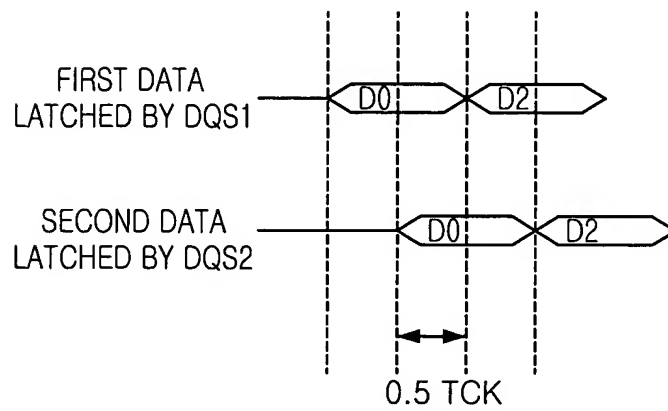 FIRST DATA
LATCHED BY DQS1
D0
D2
SECOND DATA
LATCHED BY DQS2
D0
D2
0.5 TCK